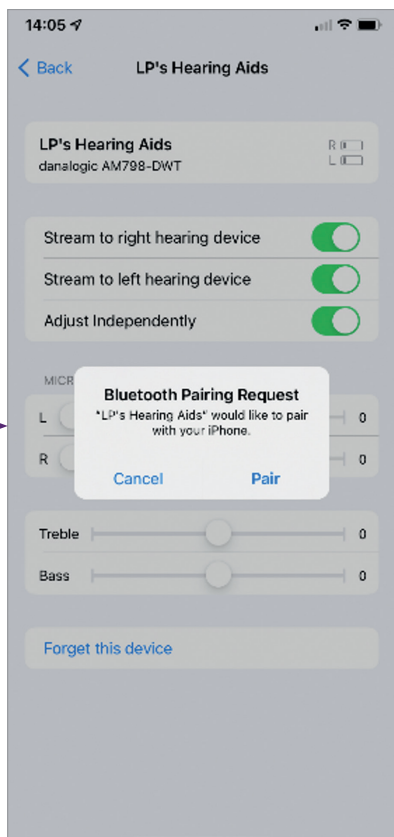 14:05
Back
LP's Hearing Aids
LP's Hearing Aids
R
danalogic AM798-DWT
L
Stream to right hearing device
Stream to left hearing device
Adjust Independently
MICR
Bluetooth Pairing Request
"LP's Hearing Aids" would like to pair
with your iPhone.
L 0
R 0
Cancel Pair
Treble 0
Bass 0
Forget this device